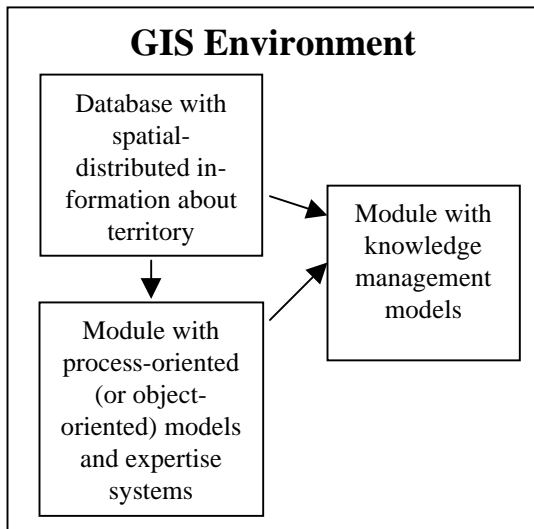 GIS Environment
Database with
spatial-
distributed in-
formation about
territory
Module with
knowledge
management
models
Module with
process-oriented
(or object-
oriented) models
and expertise
systems